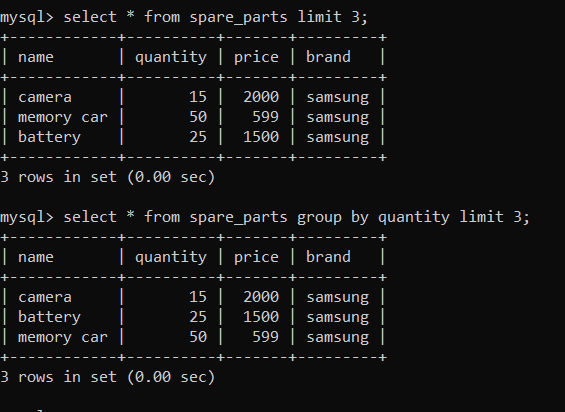 mysql> select * from spare_parts limit 3;
+------------+----------+-------+---------+
| name       | quantity | price | brand   |
+------------+----------+-------+---------+
| camera     |       15 |  2000 | samsung |
| memory car |       50 |   599 | samsung |
| battery    |       25 |  1500 | samsung |
+------------+----------+-------+---------+
3 rows in set (0.00 sec)
mysql> select * from spare_parts group by quantity limit 3;
+------------+----------+-------+---------+
| name       | quantity | price | brand   |
+------------+----------+-------+---------+
| camera     |       15 |  2000 | samsung |
| battery    |       25 |  1500 | samsung |
| memory car |       50 |   599 | samsung |
+------------+----------+-------+---------+
3 rows in set (0.00 sec)